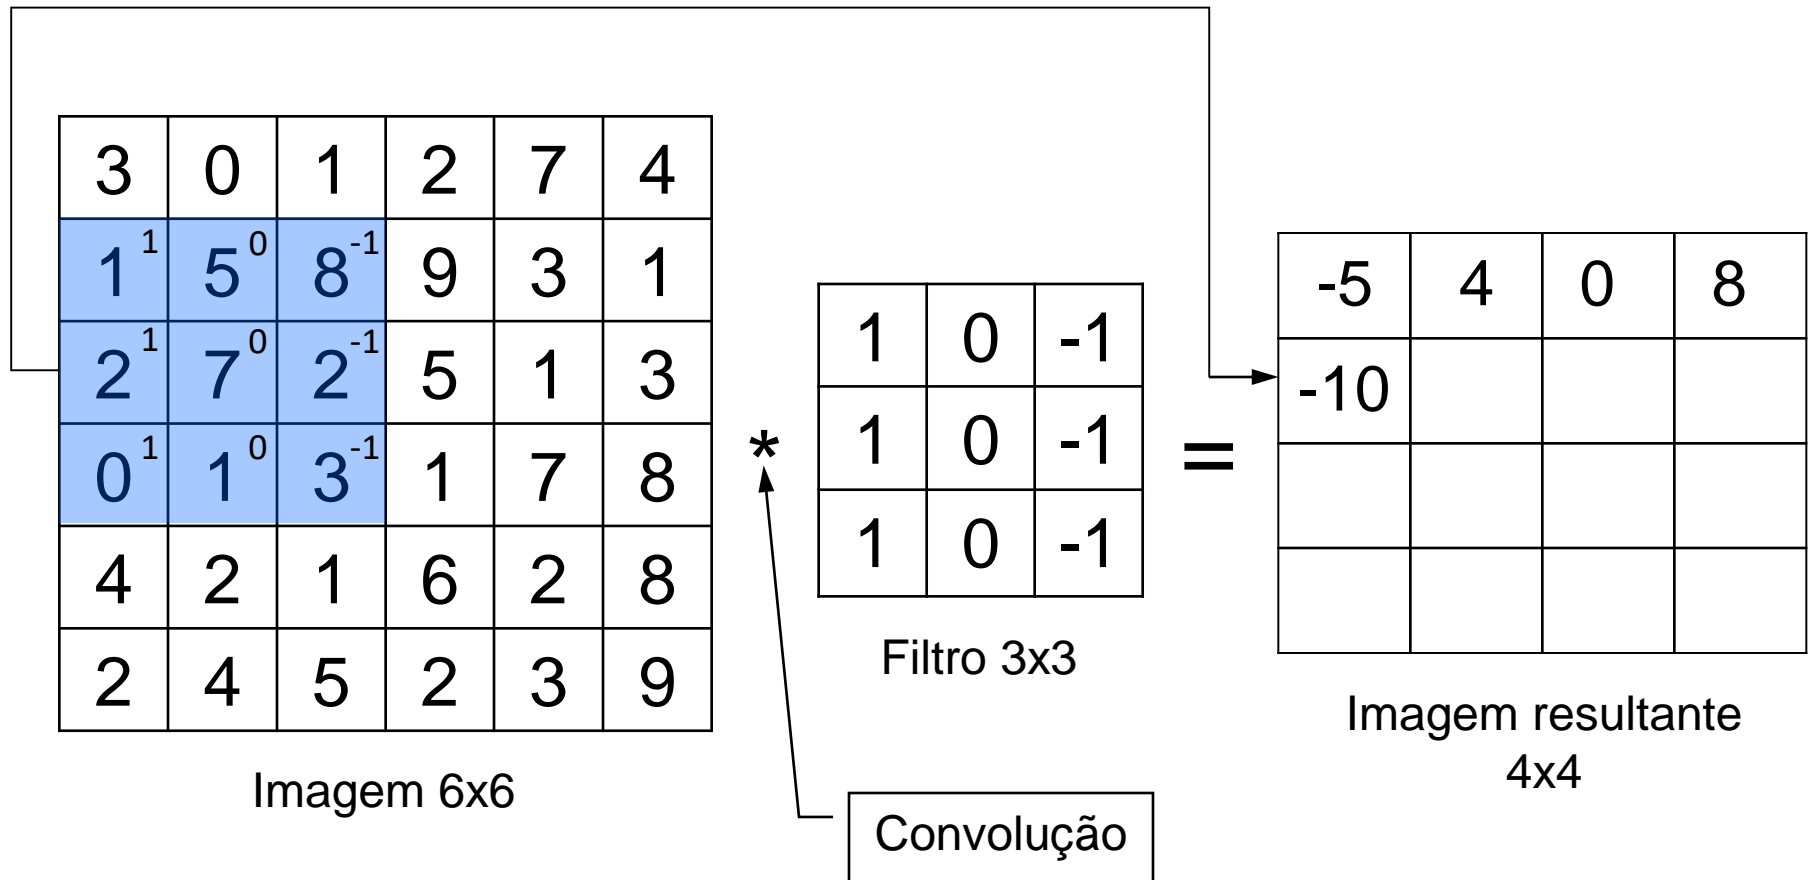 3 0 1 2 7 4
1 1 5 0 8 -1 9 3 1
2 1 7 0 2 -1 5 1 3
0 1 1 0 3 -1 1 7 8
4 2 1 6 2 8
2 4 5 2 3 9
Imagem 6x6
*
1 0 -1
1 0 -1
1 0 -1
Filtro 3x3
Convolução
=
-5 4 0 8
-10
Imagem resultante
4x4